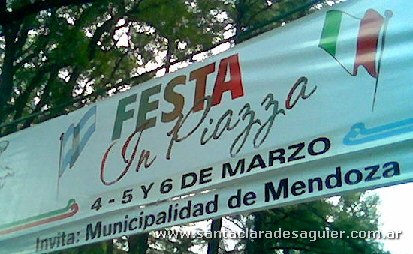 FESTA
In Piazza
4 - 5 Y 6 DE MARZO
Invita: Municipalidad de Mendoza
www.santaclaradesaguier.com.ar